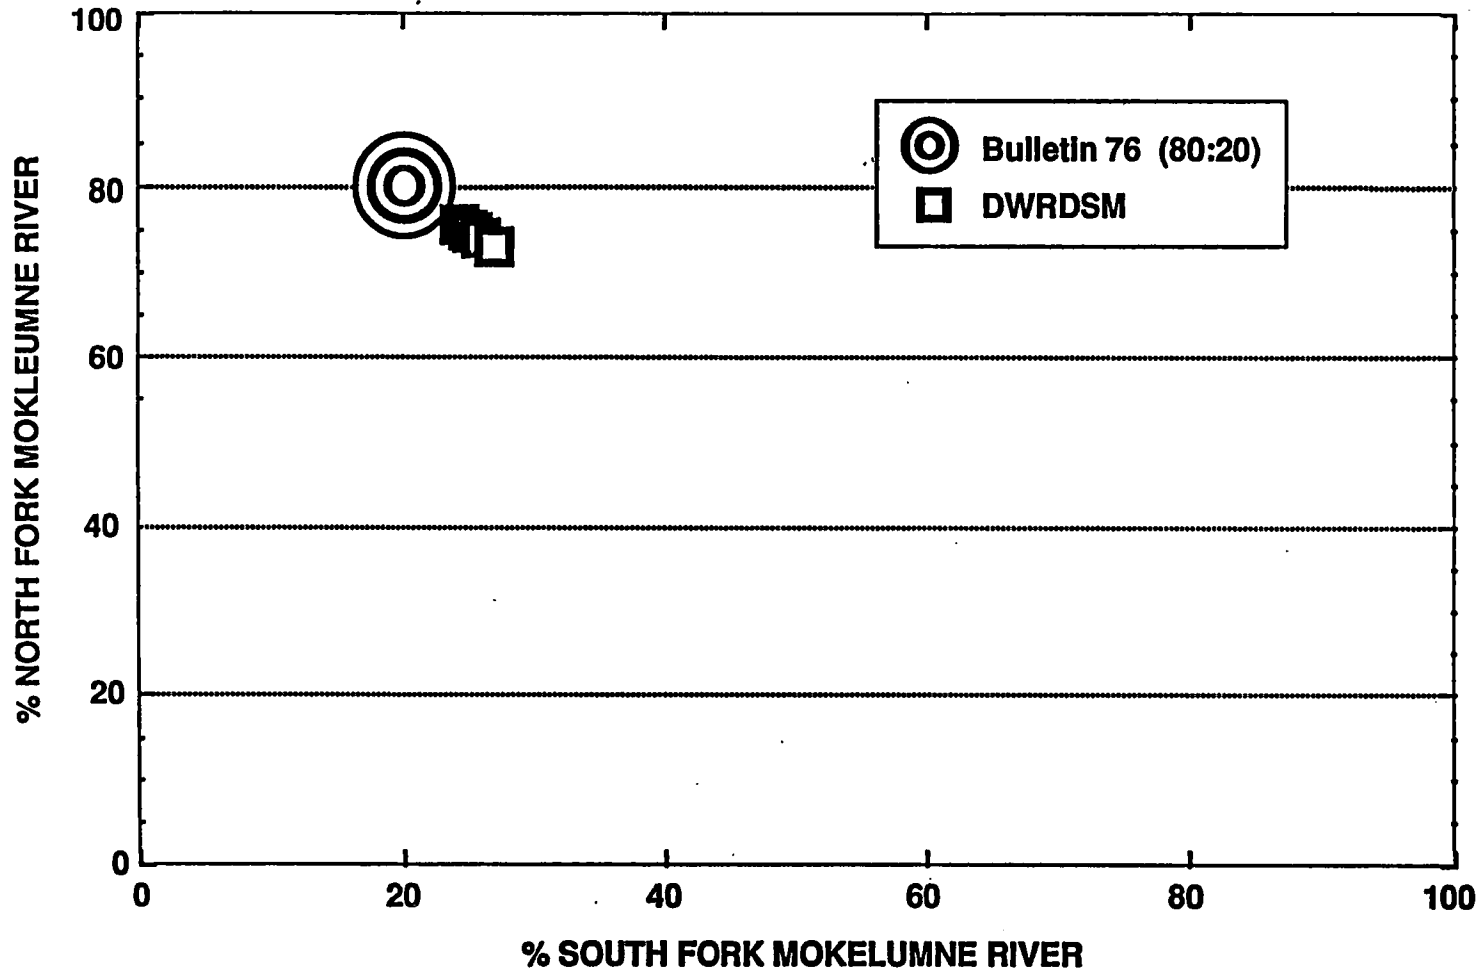 100
80
60
40
20
0
% NORTH FORK MOKLEUMNE RIVER
Bulletin 76 (80:20)
DWRDSM
0 20 40 60 80 100
% SOUTH FORK MOKELUMNE RIVER